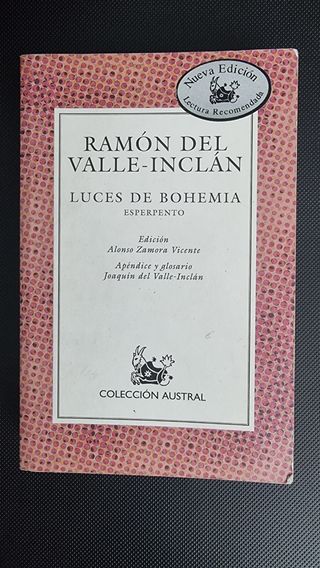 Nueva Edición
Lectura Recomendada
RAMÓN DEL
VALLE-INCLÁN
LUCES DE BOHEMIA
ESPERPENTO
Edición
Alonso Zamora Vicente
Apéndice y glosario
Joaquín del Valle-Inclán
COLECCIÓN AUSTRAL